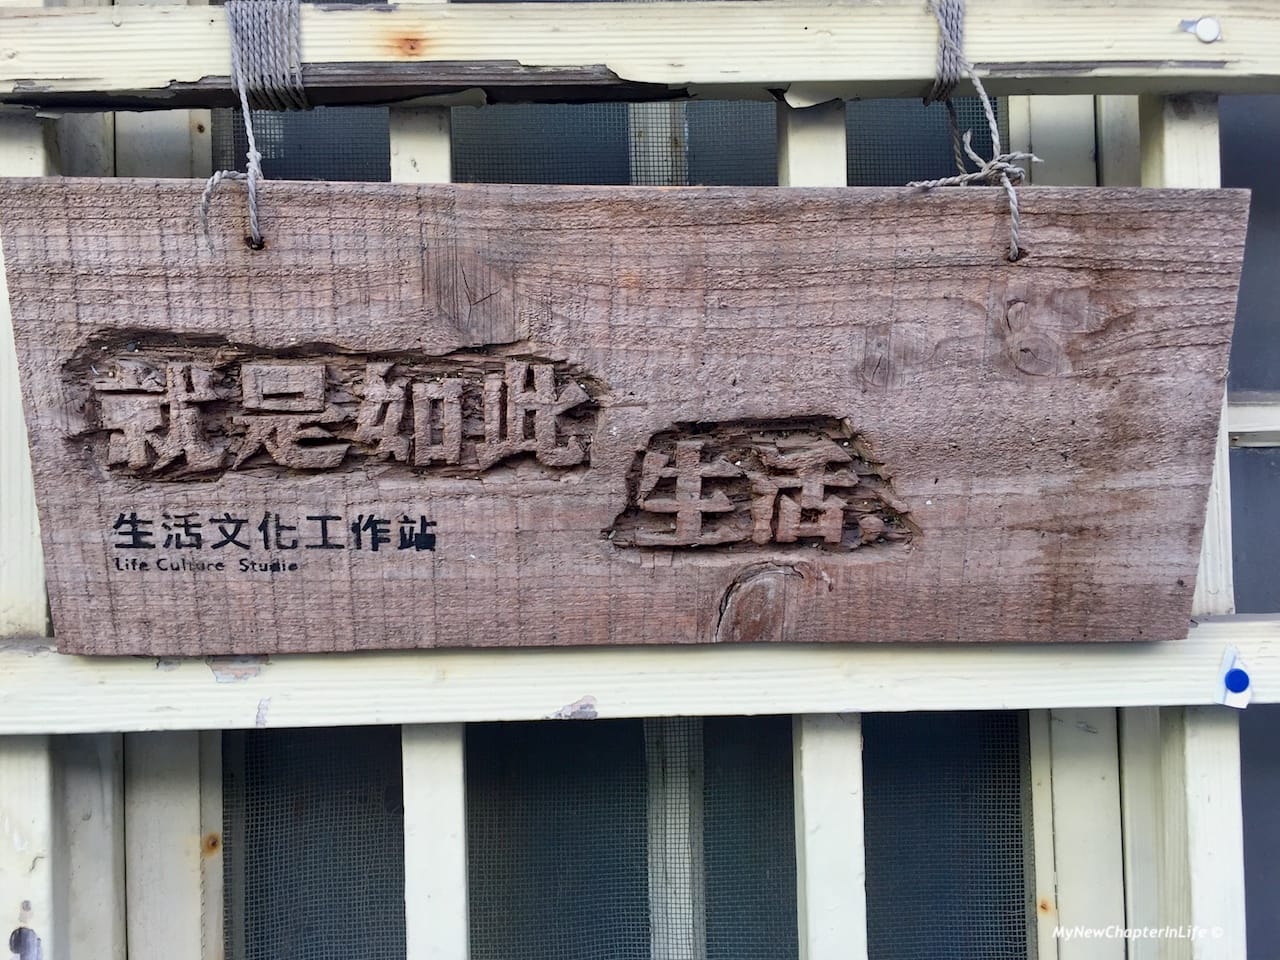 就是如此
生活.
生活文化工作站
Life Culture Studio
MyNewChapterInLife ©